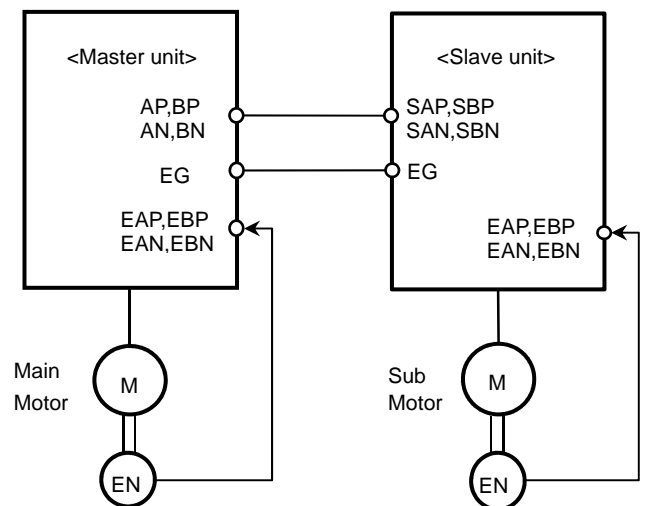 <Master unit>
AP,BP
AN,BN
EG
EAP,EBP
EAN,EBN
Main
Motor
M
EN
<Slave unit>
SAP,SBP
SAN,SBN
EG
EAP,EBP
EAN,EBN
Sub
Motor
M
EN